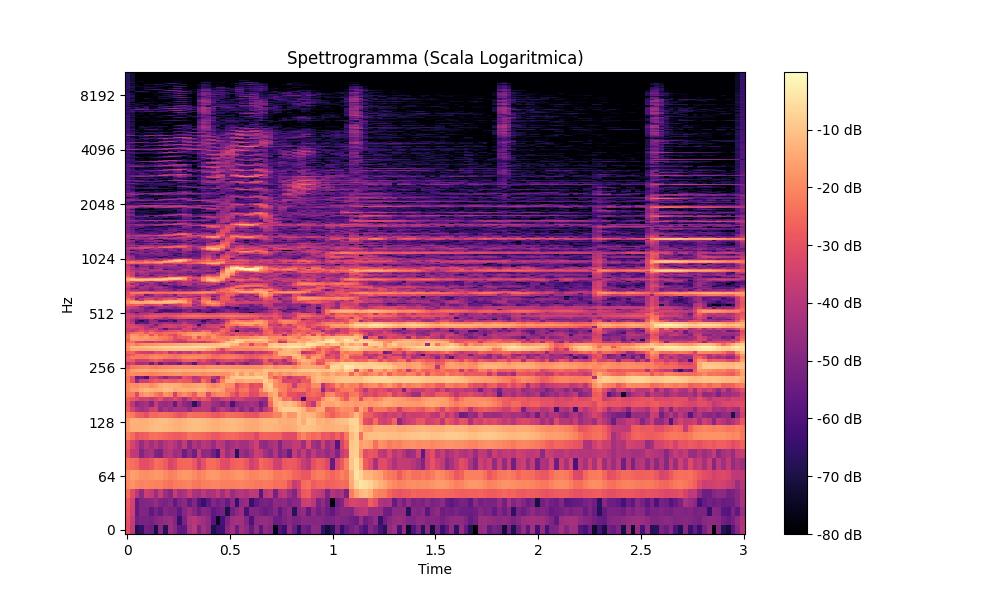 Spettrogramma (Scala Logaritmica)
Hz
8192
4096
2048
1024
512
256
128
64
0
0
0.5
1
1.5
2
2.5
3
Time
-10 dB
-20 dB
-30 dB
-40 dB
-50 dB
-60 dB
-70 dB
-80 dB